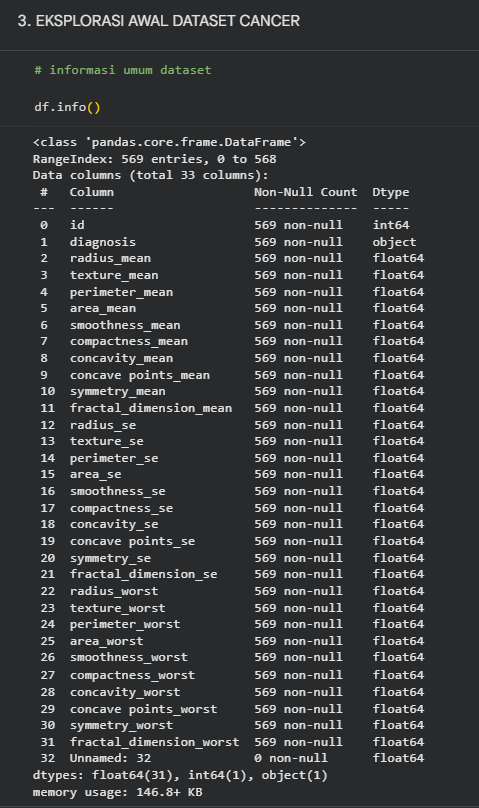 3. EKSPLORASI AWAL DATASET CANCER
# informasi umum dataset
df.info()
<class 'pandas.core.frame.DataFrame'>
RangeIndex: 569 entries, 0 to 568
Data columns (total 33 columns):
 #   Column                   Non-Null Count  Dtype
---  ------                   --------------  -----
 0   id                       569 non-null    int64
 1   diagnosis                569 non-null    object
 2   radius_mean              569 non-null    float64
 3   texture_mean             569 non-null    float64
 4   perimeter_mean           569 non-null    float64
 5   area_mean                569 non-null    float64
 6   smoothness_mean          569 non-null    float64
 7   compactness_mean         569 non-null    float64
 8   concavity_mean           569 non-null    float64
 9   concave points_mean      569 non-null    float64
 10  symmetry_mean            569 non-null    float64
 11  fractal_dimension_mean   569 non-null    float64
 12  radius_se                569 non-null    float64
 13  texture_se               569 non-null    float64
 14  perimeter_se             569 non-null    float64
 15  area_se                  569 non-null    float64
 16  smoothness_se            569 non-null    float64
 17  compactness_se           569 non-null    float64
 18  concavity_se             569 non-null    float64
 19  concave points_se        569 non-null    float64
 20  symmetry_se              569 non-null    float64
 21  fractal_dimension_se     569 non-null    float64
 22  radius_worst             569 non-null    float64
 23  texture_worst            569 non-null    float64
 24  perimeter_worst          569 non-null    float64
 25  area_worst               569 non-null    float64
 26  smoothness_worst         569 non-null    float64
 27  compactness_worst        569 non-null    float64
 28  concavity_worst          569 non-null    float64
 29  concave points_worst     569 non-null    float64
 30  symmetry_worst           569 non-null    float64
 31  fractal_dimension_worst  569 non-null    float64
 32  Unnamed: 32              0 non-null      float64
dtypes: float64(31), int64(1), object(1)
memory usage: 146.8+ KB